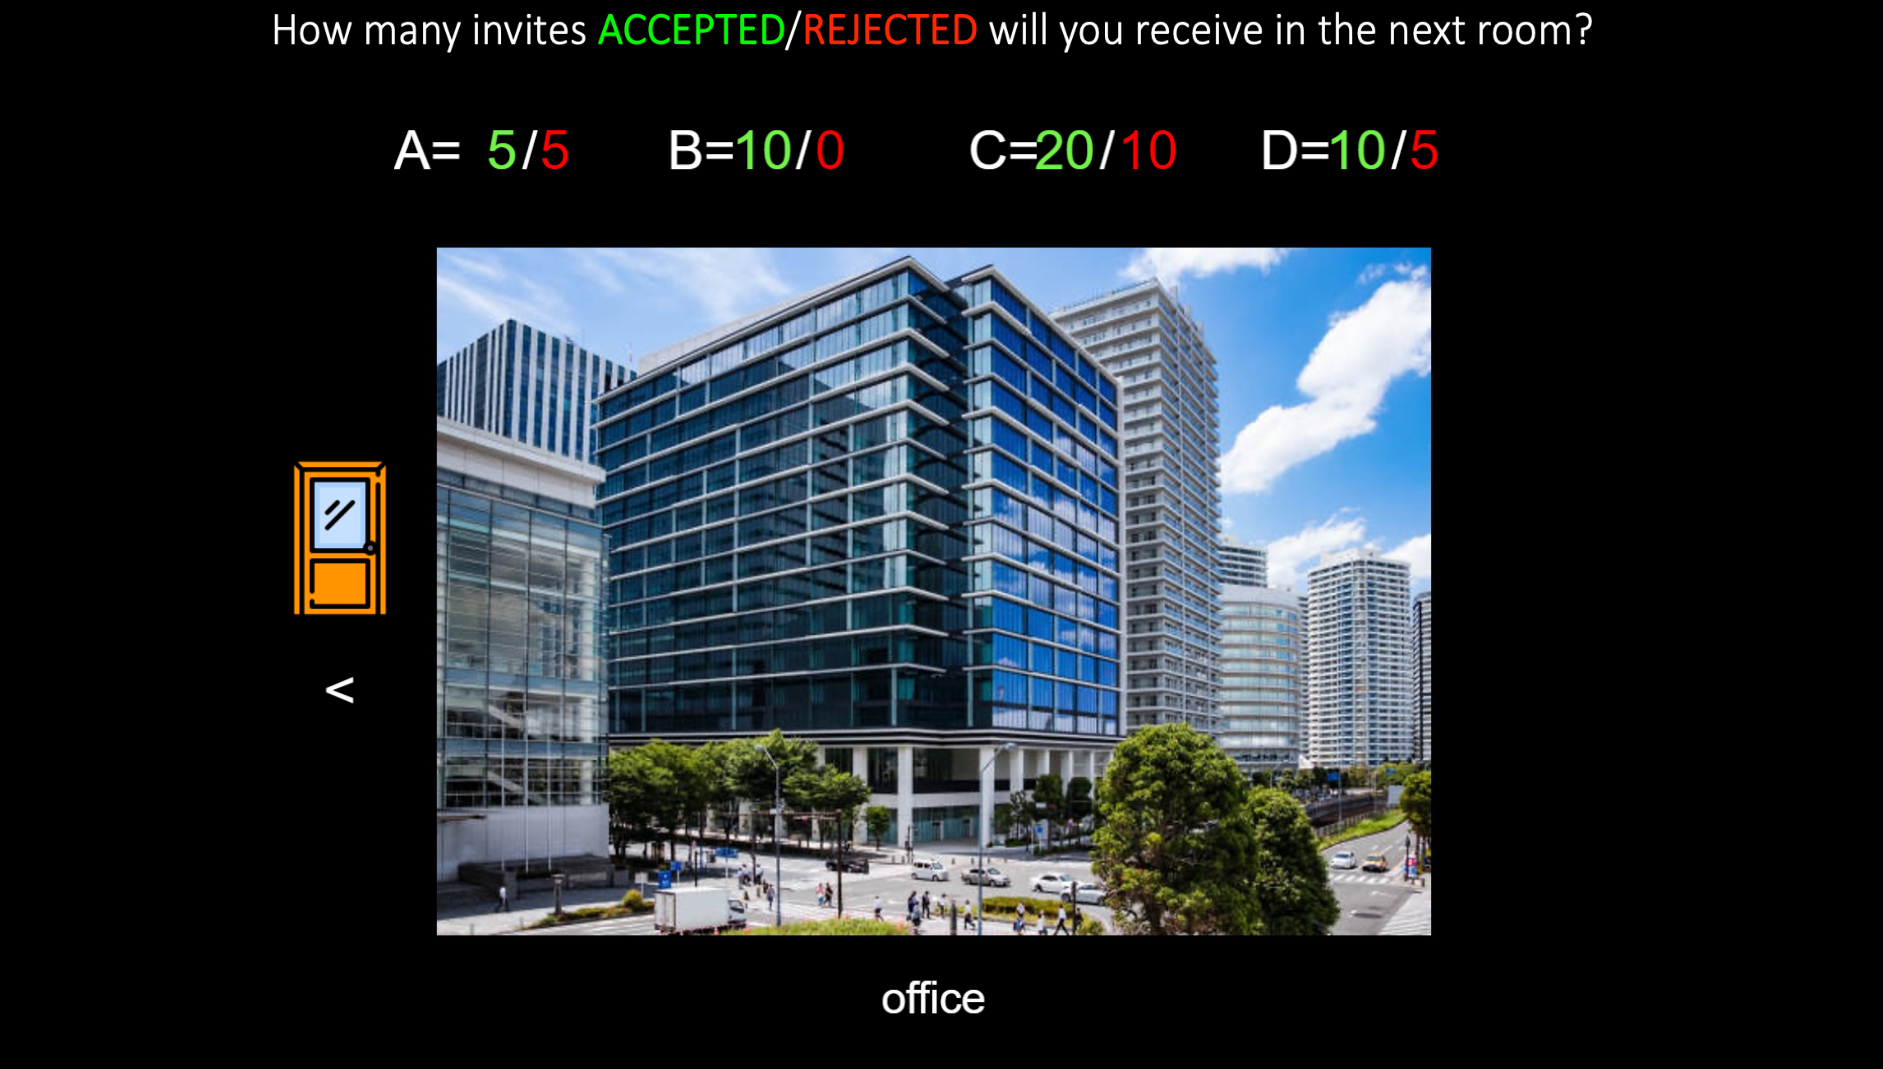 How many invites ACCEPTED/REJECTED will you receive in the next room?
A= 5/5 B=10/0 C=20/10 D=10/5
<
office